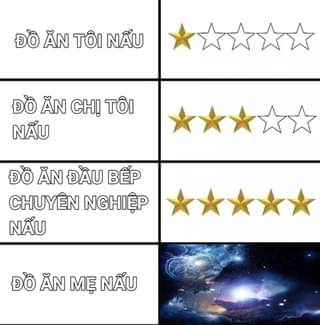 ĐỒ ĂN TÔI NẤU
ĐỒ ĂN CHỊ TÔI
NẤU
ĐỒ ĂN ĐẦU BẾP
CHUYÊN NGHIỆP
NẤU
ĐỒ ĂN MẸ NẤU